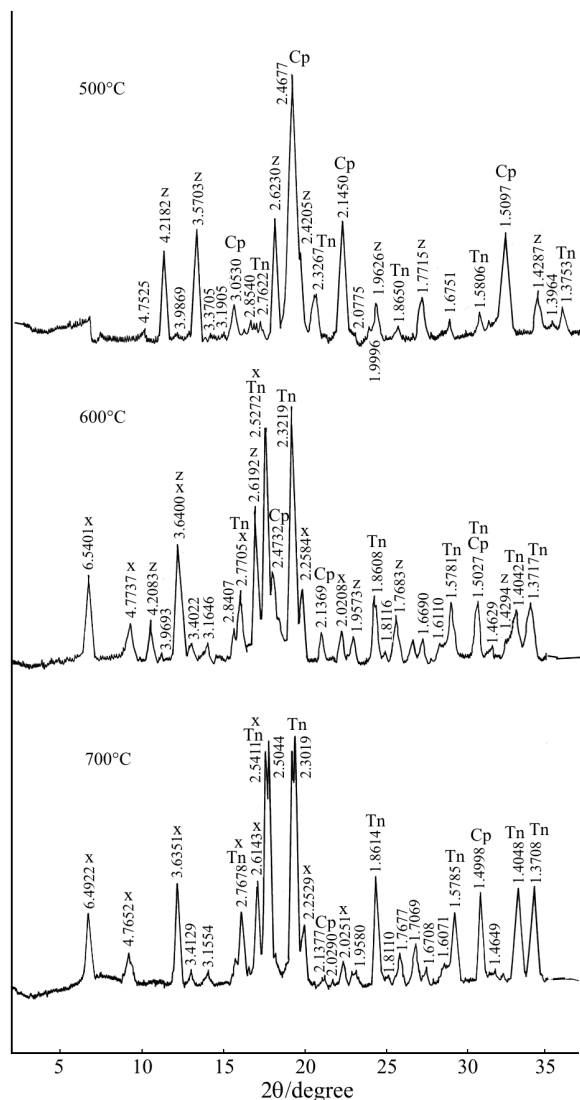 500°C
4.7525
4.2182 z
3.9869
3.5703 z
3.3705
3.1905
Cp
3.0530
2.8540
Tn
2.7622
2.6230 z
Cp
2.4677
2.4205 z
Tn
2.3267
Cp
2.1450
2.0775
1.9996
1.9626 z
Tn
1.8650
1.7715 z
1.6751
Tn
1.5806
Cp
1.5097
1.4287 z
1.3964
Tn
1.3753
600°C
6.5401 x
4.7737 x
4.2083 z
3.9693
z
3.6400 x
3.4022
3.1646
2.8407
Tn
2.7705 x
2.6192 z
x
Tn
2.5272
Cp
2.4732
Tn
2.3219
2.2584 x
Cp
2.1369
2.0208 x
1.9573 z
Tn
1.8608
1.8116
1.7683 z
1.6690
1.6110
Tn
1.5781
Tn
Cp
1.5027
1.4629
1.4294 z
Tn
1.4042
Tn
1.3717
700°C
6.4922 x
4.7652 x
3.6351 x
3.4129
3.1554
Tn
2.7678 x
2.6143 x
x
Tn
2.5411
2.5044
Tn
2.3019
2.2529 x
Cp
2.1377
2.0290
2.0251 x
1.9580
Tn
1.8614
1.8110
1.7677
1.7069
1.6708
1.6071
Tn
1.5785
Cp
1.4998
1.4649
Tn
1.4048
Tn
1.3708
5 10 15 20 25 30 35
2θ/degree